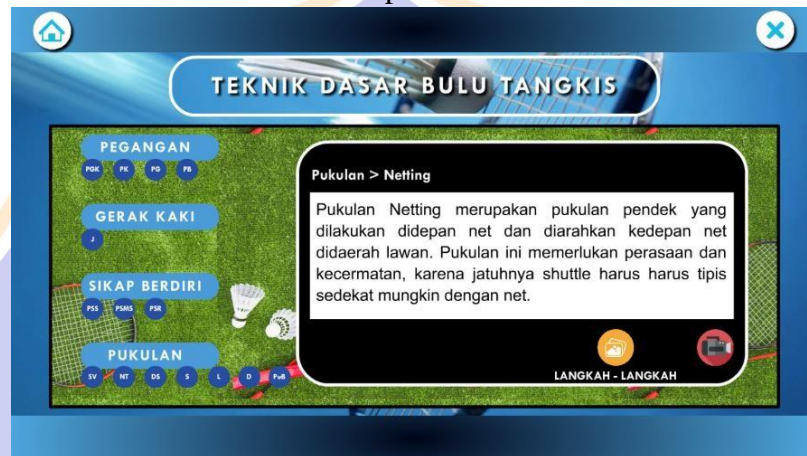 TEKNIK DASAR BULU TANGKIS
PEGANGAN
PGK PK PG PB
GERAK KAKI
J
SIKAP BERDIRI
PSS PSMS PSR
PUKULAN
SV NT DS S L D PuB
Pukulan > Netting
Pukulan Netting merupakan pukulan pendek yang
dilakukan didepan net dan diarahkan kedepan net
didaerah lawan. Pukulan ini memerlukan perasaan dan
kecermatan, karena jatuhnya shuttle harus harus tipis
sedekat mungkin dengan net.
LANGKAH - LANGKAH